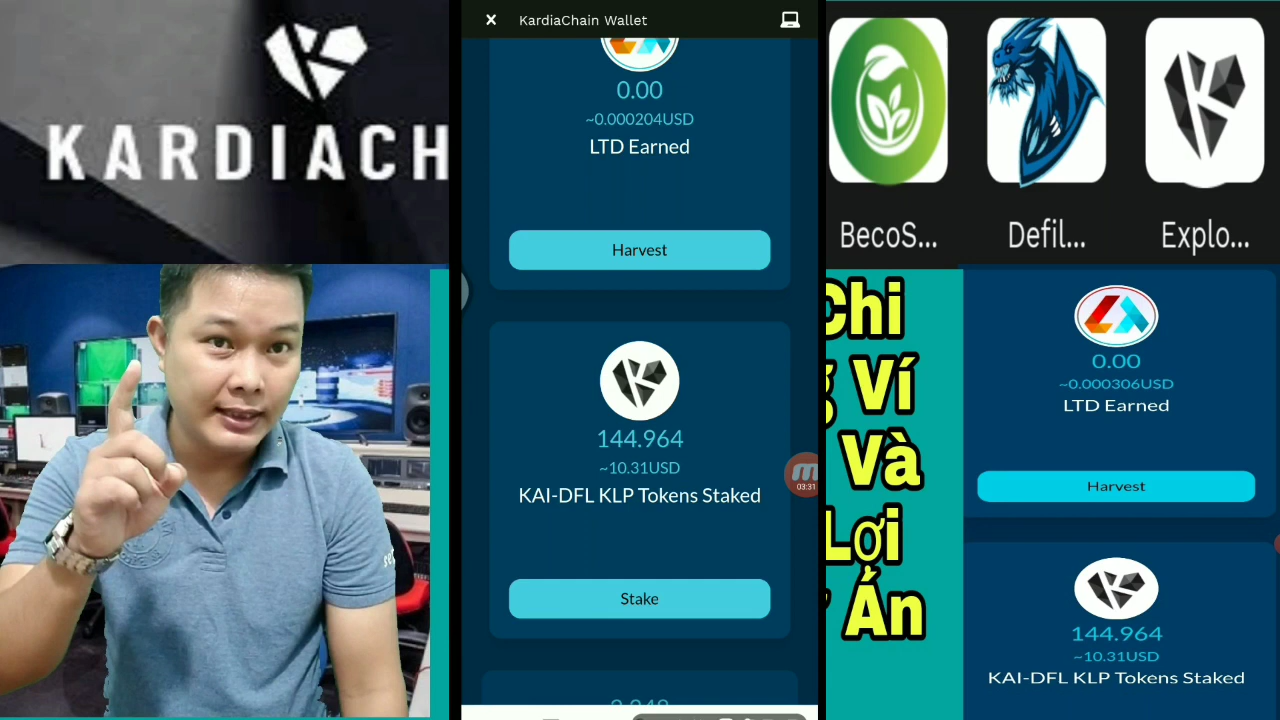 KARDIACH
KardiaChain Wallet
0.00
~0.000204USD
LTD Earned
Harvest
144.964
~10.31USD
KAI-DFL KLP Tokens Staked
Stake
03:31
BecoS...
Defil...
Explo...
Chi
Ví
Và
Lợi
Án
0.00
~0.000306USD
LTD Earned
Harvest
144.964
~10.31USD
KAI-DFL KLP Tokens Staked